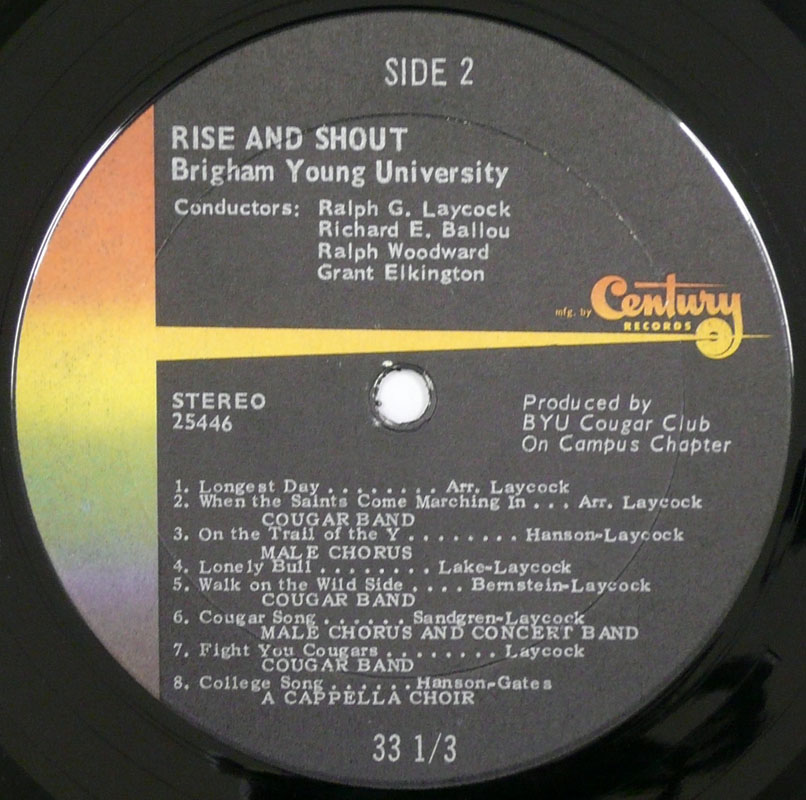 SIDE 2
RISE AND SHOUT
Brigham Young University
Conductors: Ralph G. Laycock
Richard E. Ballou
Ralph Woodward
Grant Elkington
mfg. by Century
RECORDS
STEREO
25446
Produced by
BYU Cougar Club
On Campus Chapter
1. Longest Day . . . . . . . . Arr. Laycock
2. When the Saints Come Marching In . . . Arr. Laycock
COUGAR BAND
3. On the Trail of the Y . . . . . . . . Hanson-Laycock
MALE CHORUS
4. Lonely Bull . . . . . . . . Lake-Laycock
5. Walk on the Wild Side . . . . Bernstein-Laycock
COUGAR BAND
6. Cougar Song . . . . . . Sandgren-Laycock
MALE CHORUS AND CONCERT BAND
7. Fight You Cougars . . . . . . . . Laycock
COUGAR BAND
8. College Song . . . . . . Hanson-Gates
A CAPPELLA CHOIR
33 1/3